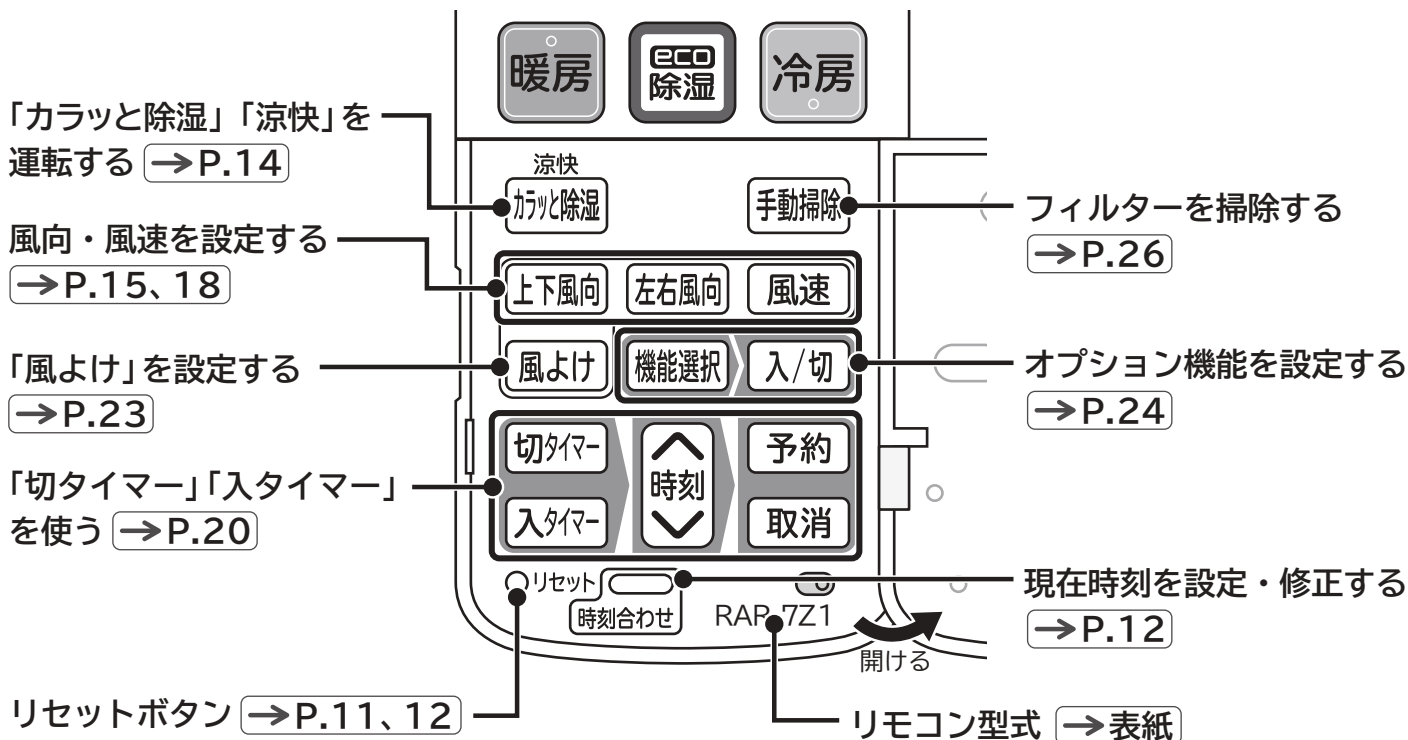 暖房
eco
除湿
冷房
「カラッと除湿」「涼快」を
運転する →P.14
涼快
カラッと除湿
手動掃除
フィルターを掃除する
→P.26
風向・風速を設定する
→P.15、18
上下風向
左右風向
風速
「風よけ」を設定する
→P.23
風よけ
機能選択
入/切
オプション機能を設定する
→P.24
「切タイマー」「入タイマー」
を使う →P.20
切タイマー
入タイマー
時刻
予約
取消
リセット
時刻合わせ
RAR-7Z1
開ける
現在時刻を設定・修正する
→P.12
リセットボタン →P.11、12
リモコン型式 →表紙